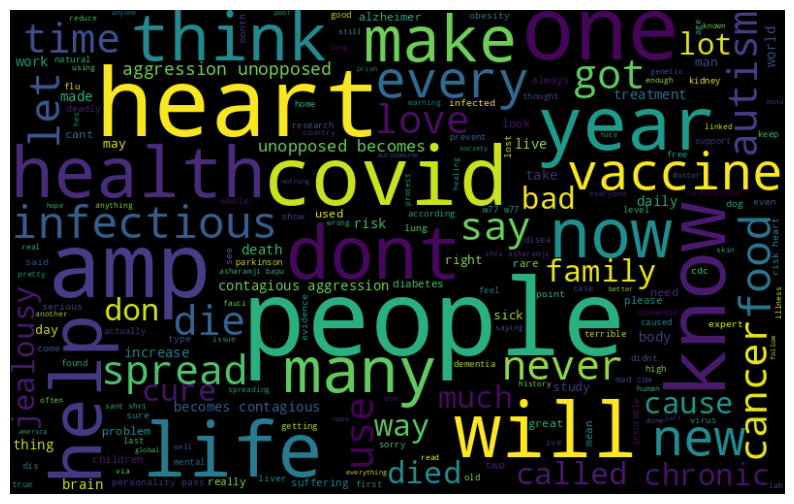 time
think
make
one
lot
alzheimer
obesity
anyone
poor
reduce
good
still
month
long
known
age
man
work
natural
using
made
flu
deadly
hes
aggression unopposed
every
got
treatment
world
autism
let
cant
may
heart
home
research
country
warning
infected
always
thought
prion
enough
genetic
kidney
mind
love
look
prevent
linked
keep
hate
support
year
unopposed becomes
lost
live
free
doctor
health
covid
autoimmune
society
healing
protect
nothing
whole
hope
anything
take
vaccine
everyone
even
bad
daily
dog
infectious
show
used
risk
according
w77 w77
level
wrong
lung
say
real
said
see
death
dont
right
disea
shri asharamji
rare
now
skin
risk heart
know
food
amp
parkinson
asharamji bapu
pretty
contagious aggression
diabetes
feel
point
case
family
need
cdc
someone
please
illness
serious
another
fauci
evidence
people
sick
saying
better
terrible
caused
body
expert
follow
jealousy
day
don
die
actually
type
issue
help
come
found
increase
spread
many
dementia
never
didnt
high
human
cancer
often
sant shri
spreading
cure
becomes contagious
history
much
study
mad cow
incurable
cause
virus
sure
use
due
way
great
mean
ive
done
part
america
thing
problem
last
global
life
getting
name
will
new
dis
children
via
well
mental
sorry
true
brain
personality pass
really
liver
suffering
first
read
everything
died
old
two
called
chronic
lab